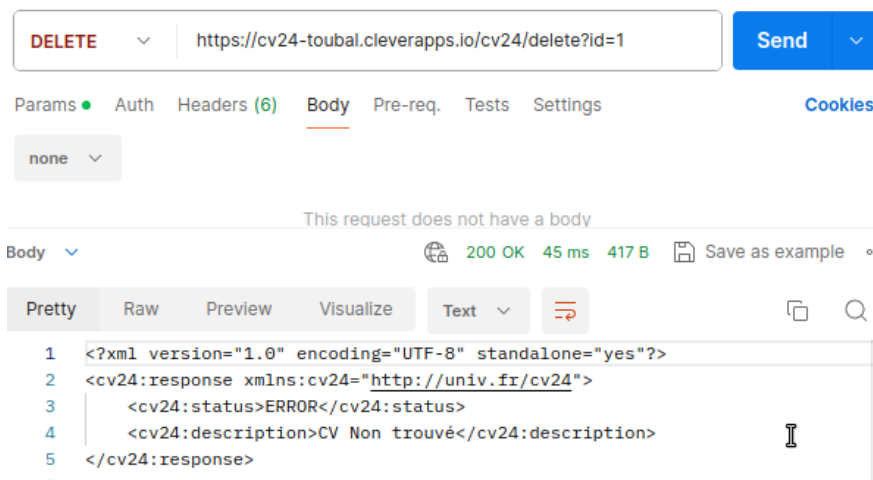 DELETE https://cv24-toubal.cleverapps.io/cv24/delete?id=1 Send
Params Auth Headers (6) Body Pre-req. Tests Settings Cookies
none
This request does not have a body
Body 200 OK 45 ms 417 B Save as example
Pretty Raw Preview Visualize Text
1 <?xml version="1.0" encoding="UTF-8" standalone="yes"?>
2 <cv24:response xmlns:cv24="http://univ.fr/cv24">
3 <cv24:status>ERROR</cv24:status>
4 <cv24:description>CV Non trouvé</cv24:description>
5 </cv24:response>